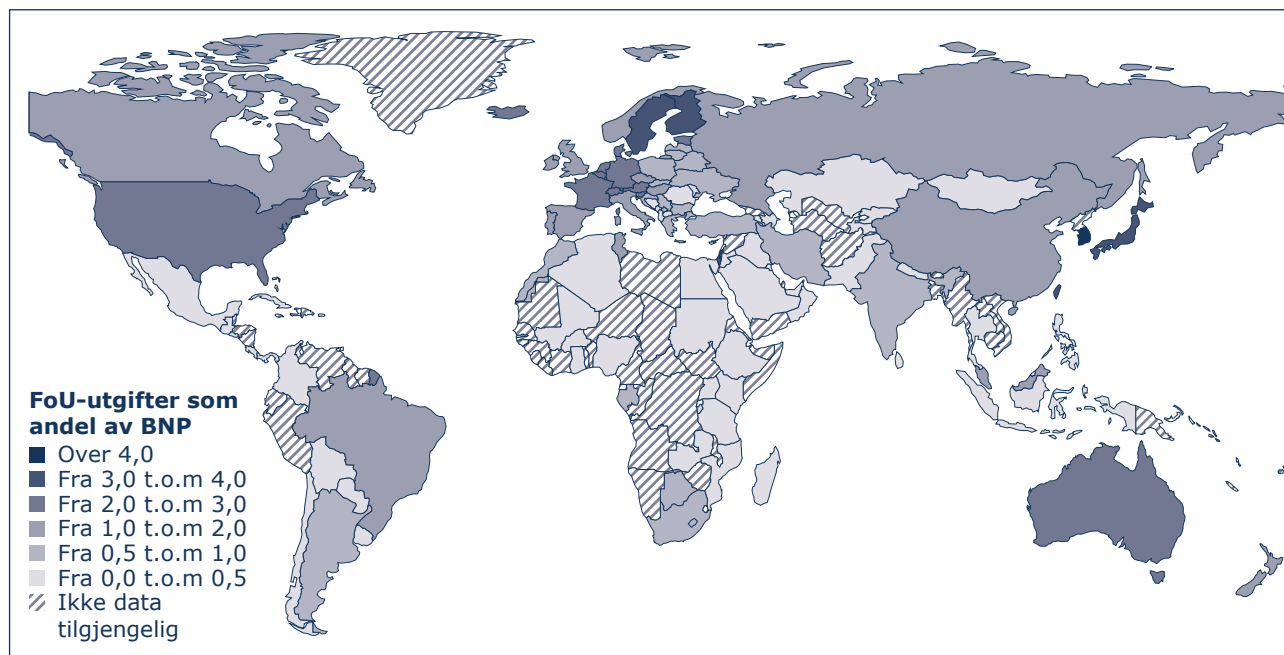 FoU-utgifter som
andel av BNP
Over 4,0
Fra 3,0 t.o.m 4,0
Fra 2,0 t.o.m 3,0
Fra 1,0 t.o.m 2,0
Fra 0,5 t.o.m 1,0
Fra 0,0 t.o.m 0,5
Ikke data
tilgjengelig